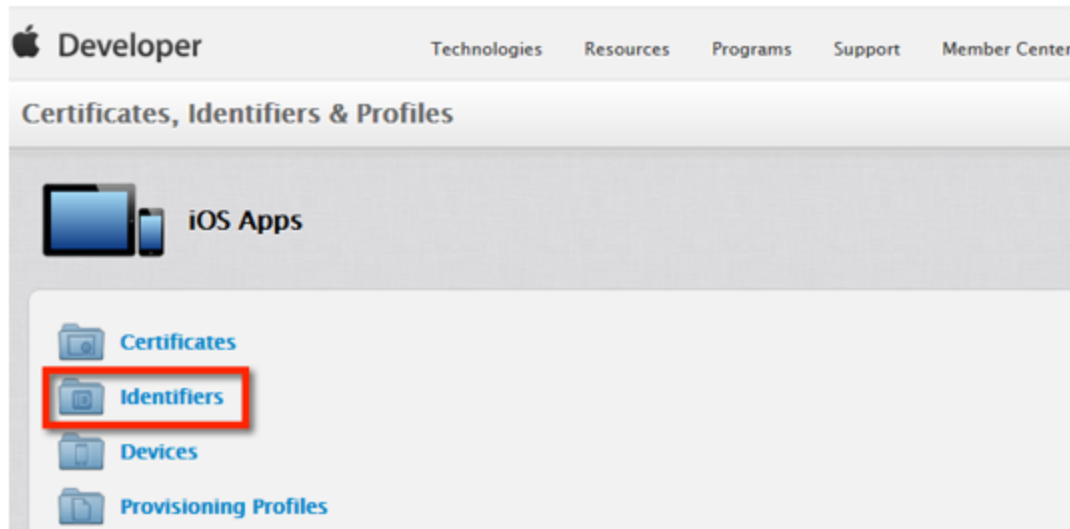 Developer Technologies Resources Programs Support Member Center
Certificates, Identifiers & Profiles
iOS Apps
Certificates
Identifiers
Devices
Provisioning Profiles